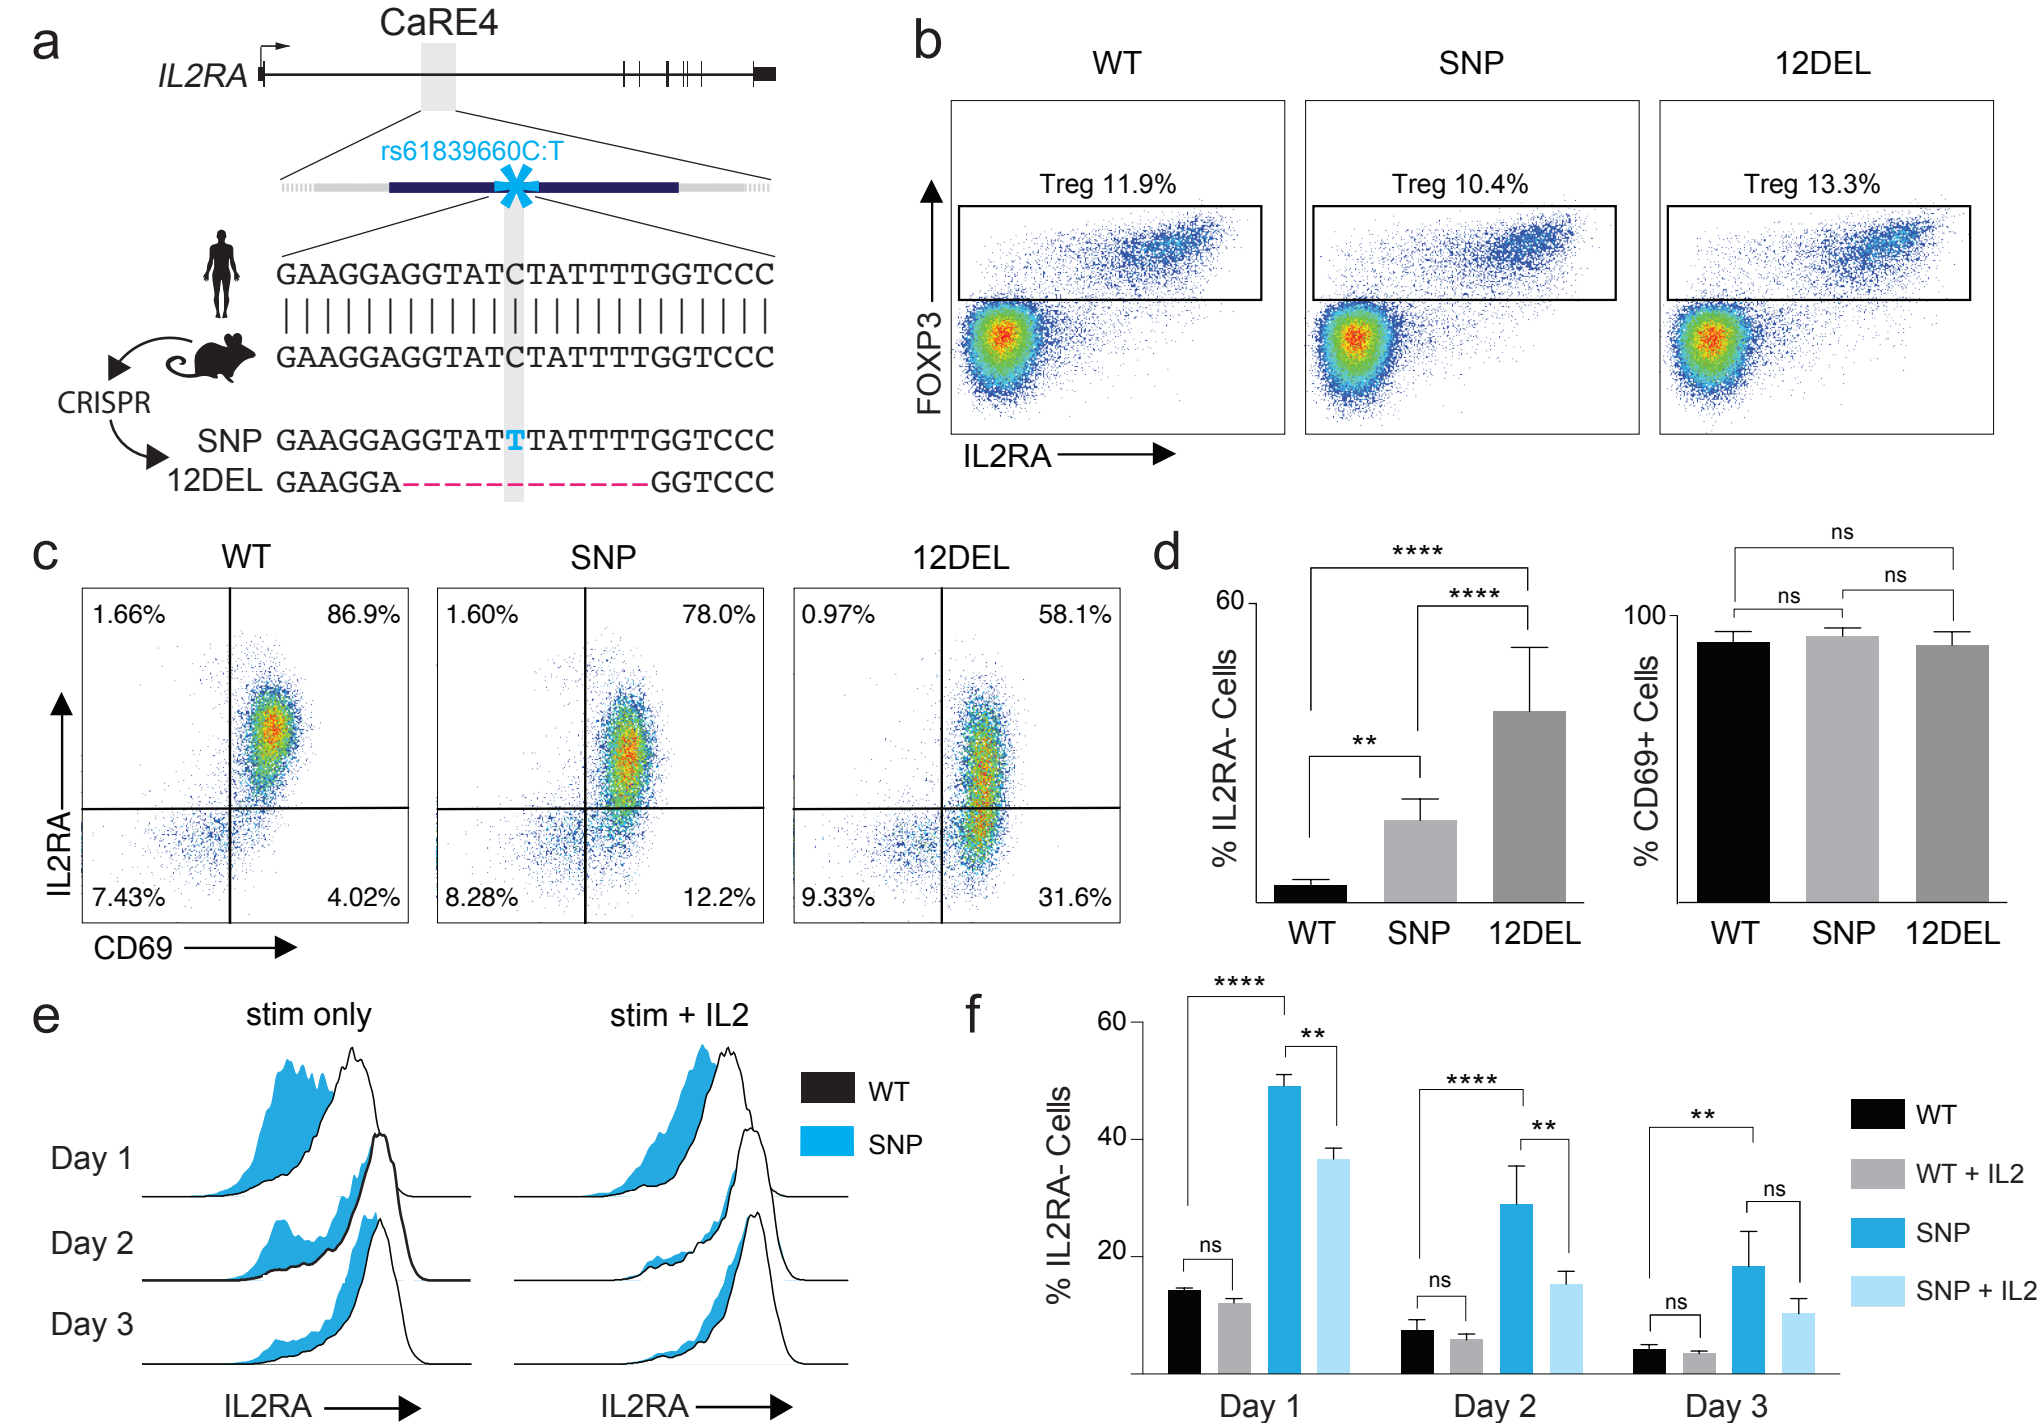 a
CaRE4
IL2RA
rs61839660C:T
GAAGGAGGTATCTATTTTGGTCCC
GAAGGAGGTATCTATTTTGGTCCC
CRISPR
SNP GAAGGAGGTATTTATTTTGGTCCC
12DEL GAAGGA------------GGTCCC
b
WT SNP 12DEL
Treg 11.9% Treg 10.4% Treg 13.3%
FOXP3
IL2RA
c
WT SNP 12DEL
1.66% 86.9% 1.60% 78.0% 0.97% 58.1%
IL2RA
7.43% 4.02% 8.28% 12.2% 9.33% 31.6%
CD69
d
****
****
**
60
% IL2RA- Cells
WT SNP 12DEL
ns
ns
ns
100
% CD69+ Cells
WT SNP 12DEL
e
stim only stim + IL2
WT
SNP
Day 1
Day 2
Day 3
IL2RA IL2RA
f
60
40
20
% IL2RA- Cells
****
**
ns
****
**
ns
**
ns
ns
Day 1 Day 2 Day 3
WT
WT + IL2
SNP
SNP + IL2